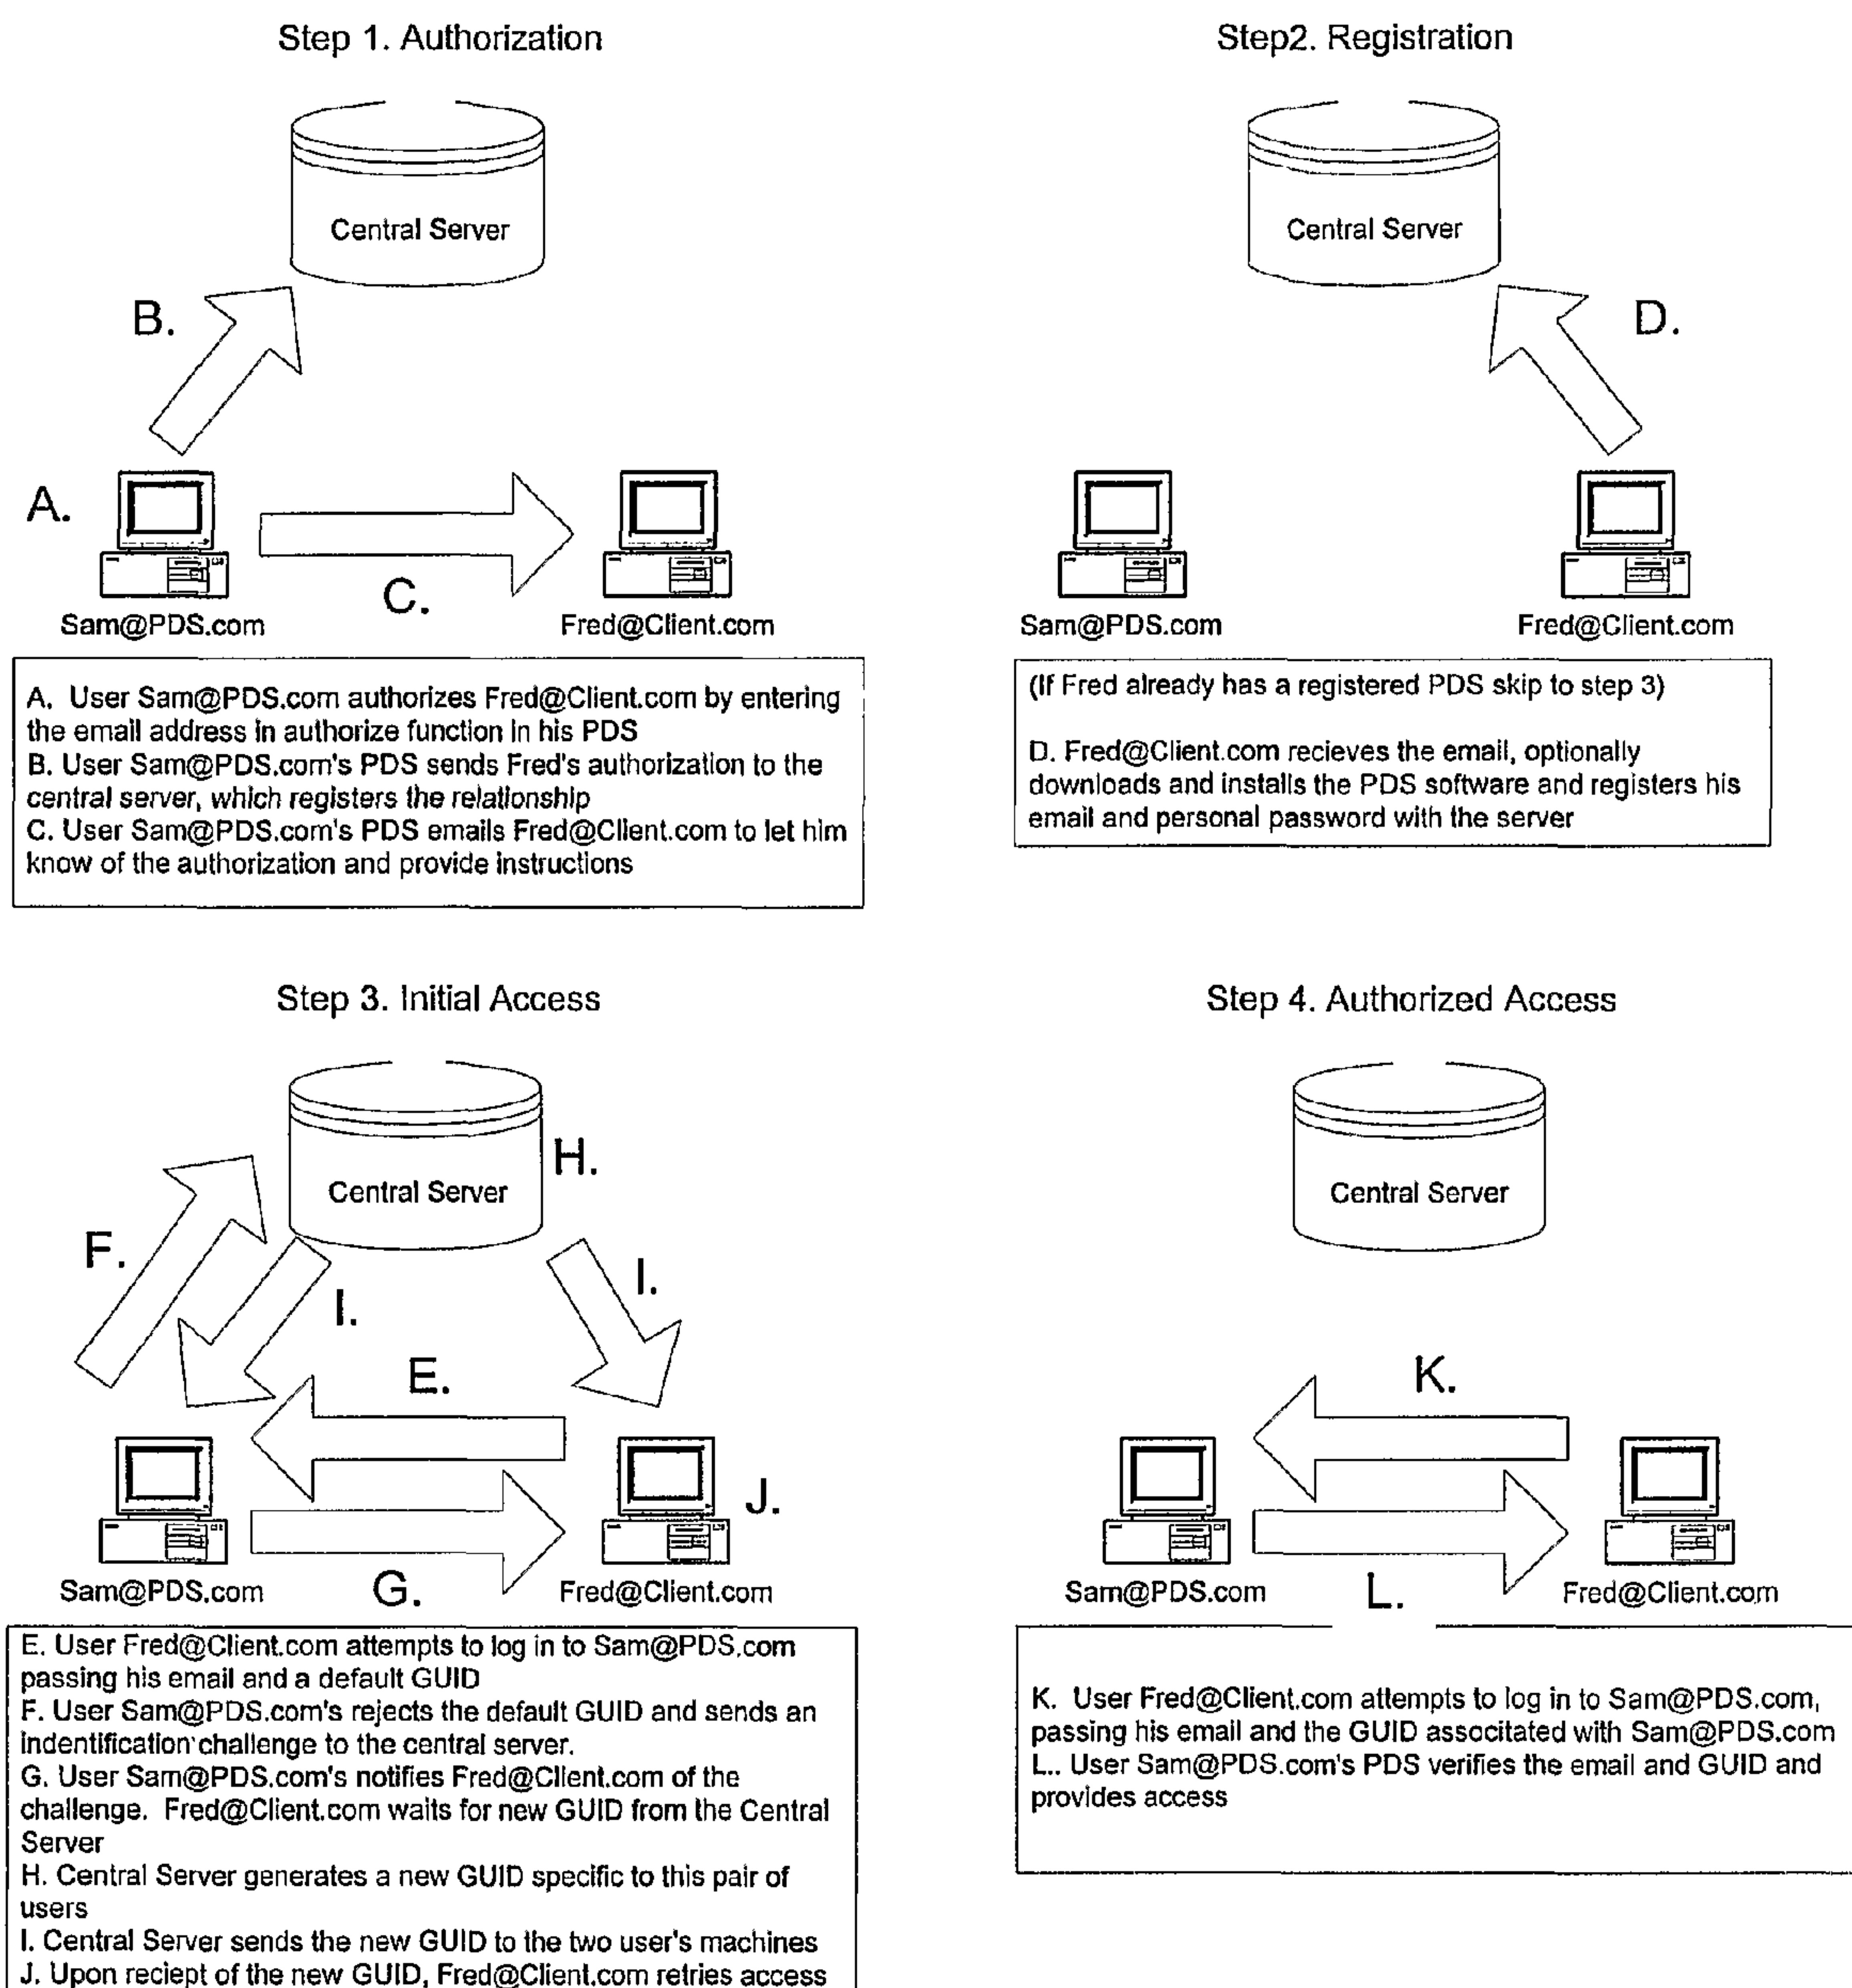 Step 1. Authorization
Central Server
B.
A.
C.
Sam@PDS.com
Fred@Client.com
A. User Sam@PDS.com authorizes Fred@Client.com by entering
the email address in authorize function in his PDS
B. User Sam@PDS.com's PDS sends Fred's authorization to the
central server, which registers the relationship
C. User Sam@PDS.com's PDS emails Fred@Client.com to let him
know of the authorization and provide instructions
Step2. Registration
Central Server
D.
Sam@PDS.com
Fred@Client.com
(If Fred already has a registered PDS skip to step 3)
D. Fred@Client.com recieves the email, optionally
downloads and installs the PDS software and registers his
email and personal password with the server
Step 3. Initial Access
Central Server
H.
F.
I.
I.
E.
J.
G.
Sam@PDS.com
Fred@Client.com
E. User Fred@Client.com attempts to log in to Sam@PDS.com
passing his email and a default GUID
F. User Sam@PDS.com's rejects the default GUID and sends an
indentification challenge to the central server.
G. User Sam@PDS.com's notifies Fred@Client.com of the
challenge. Fred@Client.com waits for new GUID from the Central
Server
H. Central Server generates a new GUID specific to this pair of
users
I. Central Server sends the new GUID to the two user's machines
J. Upon reciept of the new GUID, Fred@Client.com retries access
Step 4. Authorized Access
Central Server
K.
L.
Sam@PDS.com
Fred@Client.com
K. User Fred@Client.com attempts to log in to Sam@PDS.com,
passing his email and the GUID associtated with Sam@PDS.com
L.. User Sam@PDS.com's PDS verifies the email and GUID and
provides access